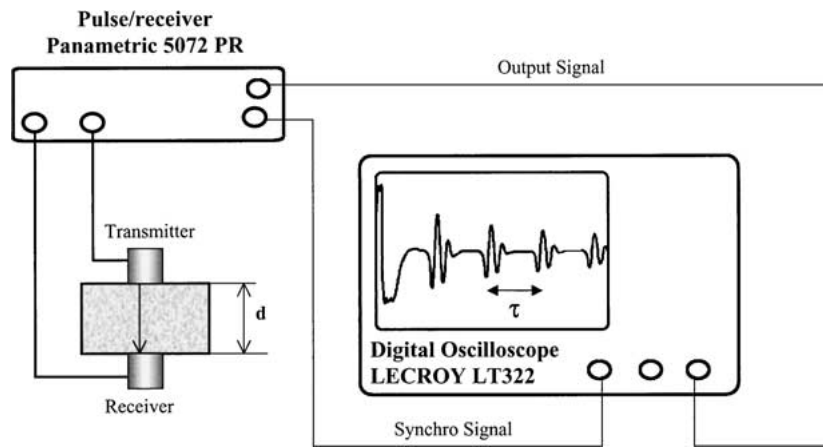 Pulse/receiver
Panametric 5072 PR
Output Signal
Transmitter
d
τ
Digital Oscilloscope
LECROY LT322
Receiver
Synchro Signal